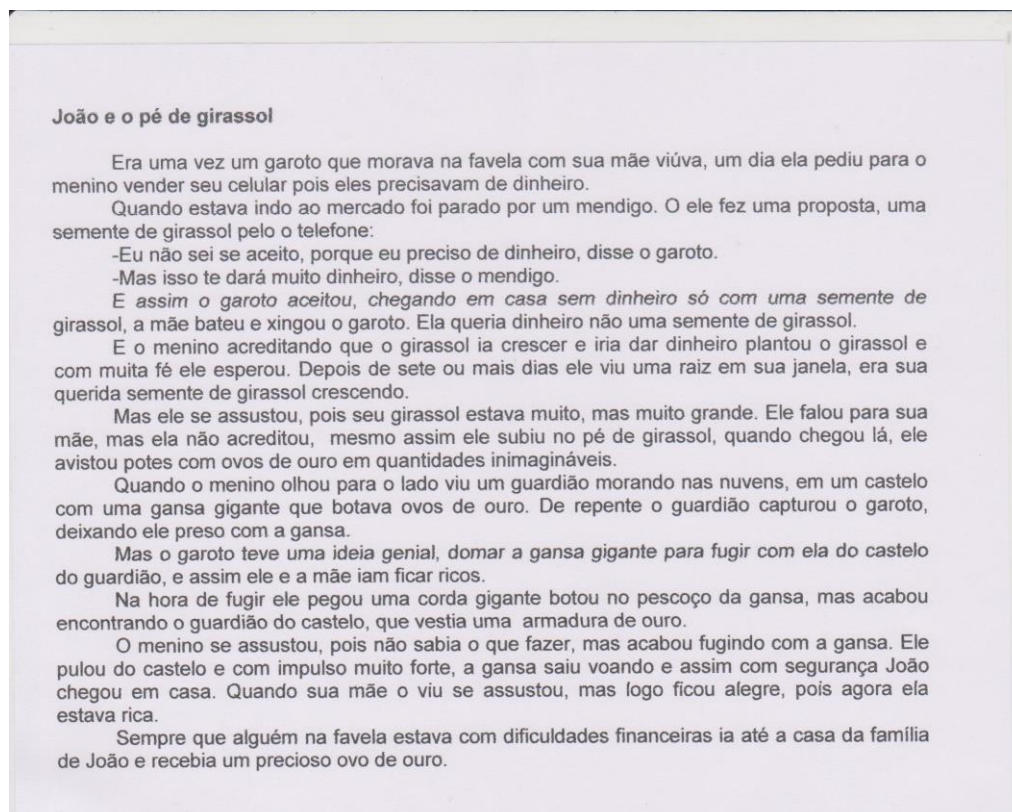 João e o pé de girassol
Era uma vez um garoto que morava na favela com sua mãe viúva, um dia ela pediu para o
menino vender seu celular pois eles precisavam de dinheiro.
Quando estava indo ao mercado foi parado por um mendigo. O ele fez uma proposta, uma
semente de girassol pelo o telefone:
-Eu não sei se aceito, porque eu preciso de dinheiro, disse o garoto.
-Mas isso te dará muito dinheiro, disse o mendigo.
E assim o garoto aceitou, chegando em casa sem dinheiro só com uma semente de
girassol, a mãe bateu e xingou o garoto. Ela queria dinheiro não uma semente de girassol.
E o menino acreditando que o girassol ia crescer e iria dar dinheiro plantou o girassol e
com muita fé ele esperou. Depois de sete ou mais dias ele viu uma raiz em sua janela, era sua
querida semente de girassol crescendo.
Mas ele se assustou, pois seu girassol estava muito, mas muito grande. Ele falou para sua
mãe, mas ela não acreditou, mesmo assim ele subiu no pé de girassol, quando chegou lá, ele
avistou potes com ovos de ouro em quantidades inimagináveis.
Quando o menino olhou para o lado viu um guardião morando nas nuvens, em um castelo
com uma gansa gigante que botava ovos de ouro. De repente o guardião capturou o garoto,
deixando ele preso com a gansa.
Mas o garoto teve uma ideia genial, domar a gansa gigante para fugir com ela do castelo
do guardião, e assim ele e a mãe iam ficar ricos.
Na hora de fugir ele pegou uma corda gigante botou no pescoço da gansa, mas acabou
encontrando o guardião do castelo, que vestia uma armadura de ouro.
O menino se assustou, pois não sabia o que fazer, mas acabou fugindo com a gansa. Ele
pulou do castelo e com impulso muito forte, a gansa saiu voando e assim com segurança João
chegou em casa. Quando sua mãe o viu se assustou, mas logo ficou alegre, pois agora ela
estava rica.
Sempre que alguém na favela estava com dificuldades financeiras ia até a casa da família
de João e recebia um precioso ovo de ouro.